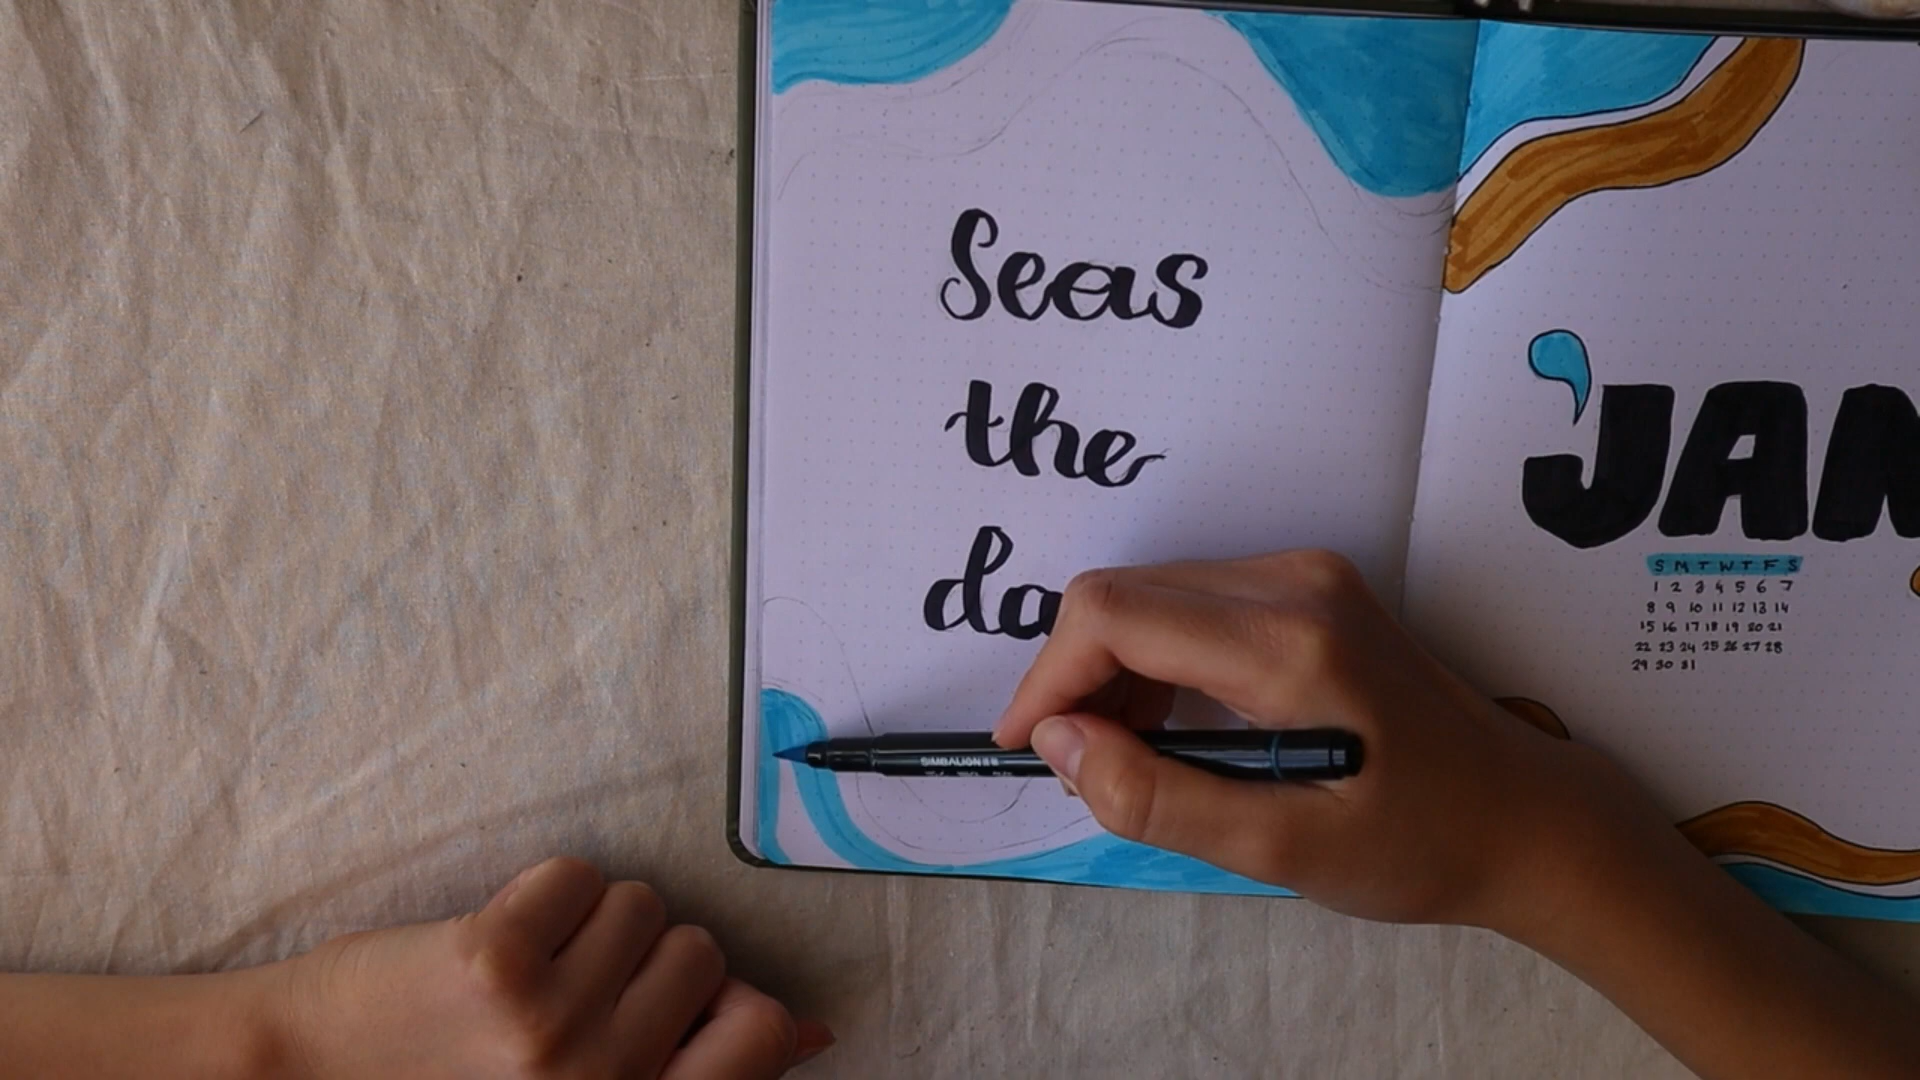 Seas
the
da
JAN
S M T W T F S
1 2 3 4 5 6 7
8 9 10 11 12 13 14
15 16 17 18 19 20 21
22 23 24 25 26 27 28
29 30 31
SIMBALION